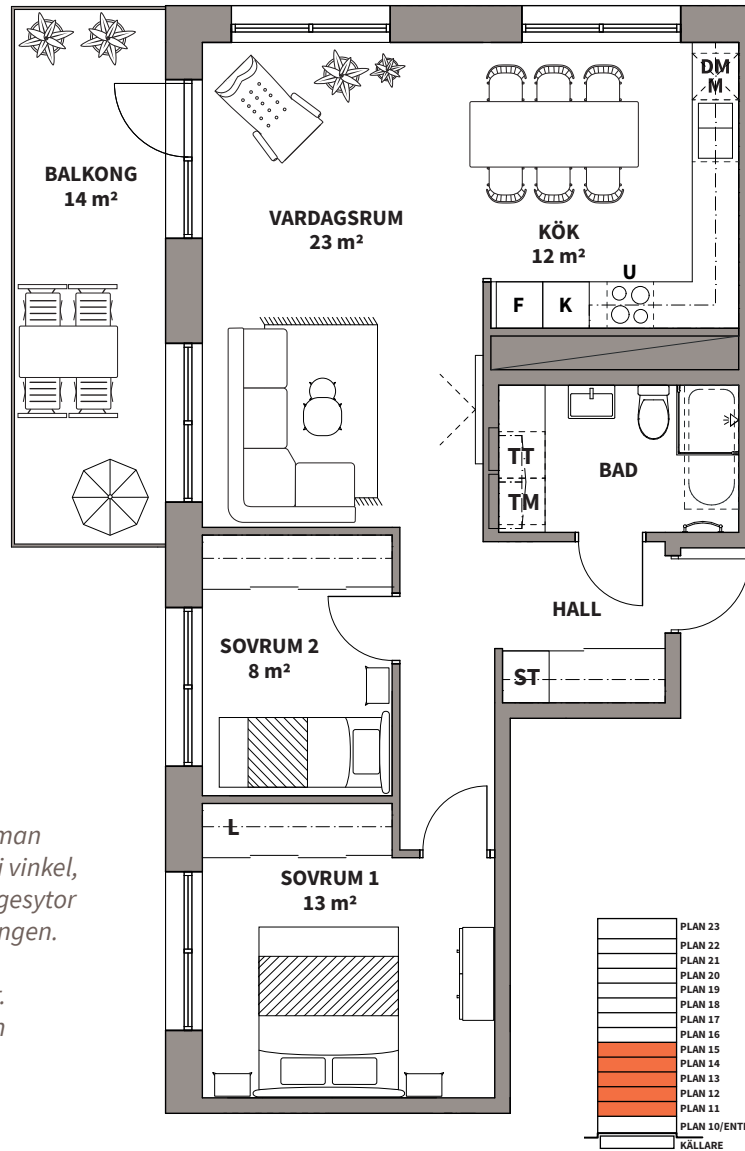 DM
M
BALKONG
14 m²
VARDAGSRUM
23 m²
KÖK
12 m²
U
F
K
TT
TM
BAD
HALL
SOVRUM 2
8 m²
ST
L
SOVRUM 1
13 m²
man
i vinkel,
gesytor
ngen.
PLAN 23
PLAN 22
PLAN 21
PLAN 20
PLAN 19
PLAN 18
PLAN 17
PLAN 16
PLAN 15
PLAN 14
PLAN 13
PLAN 12
PLAN 11
PLAN 10/ENT
KÄLLARE